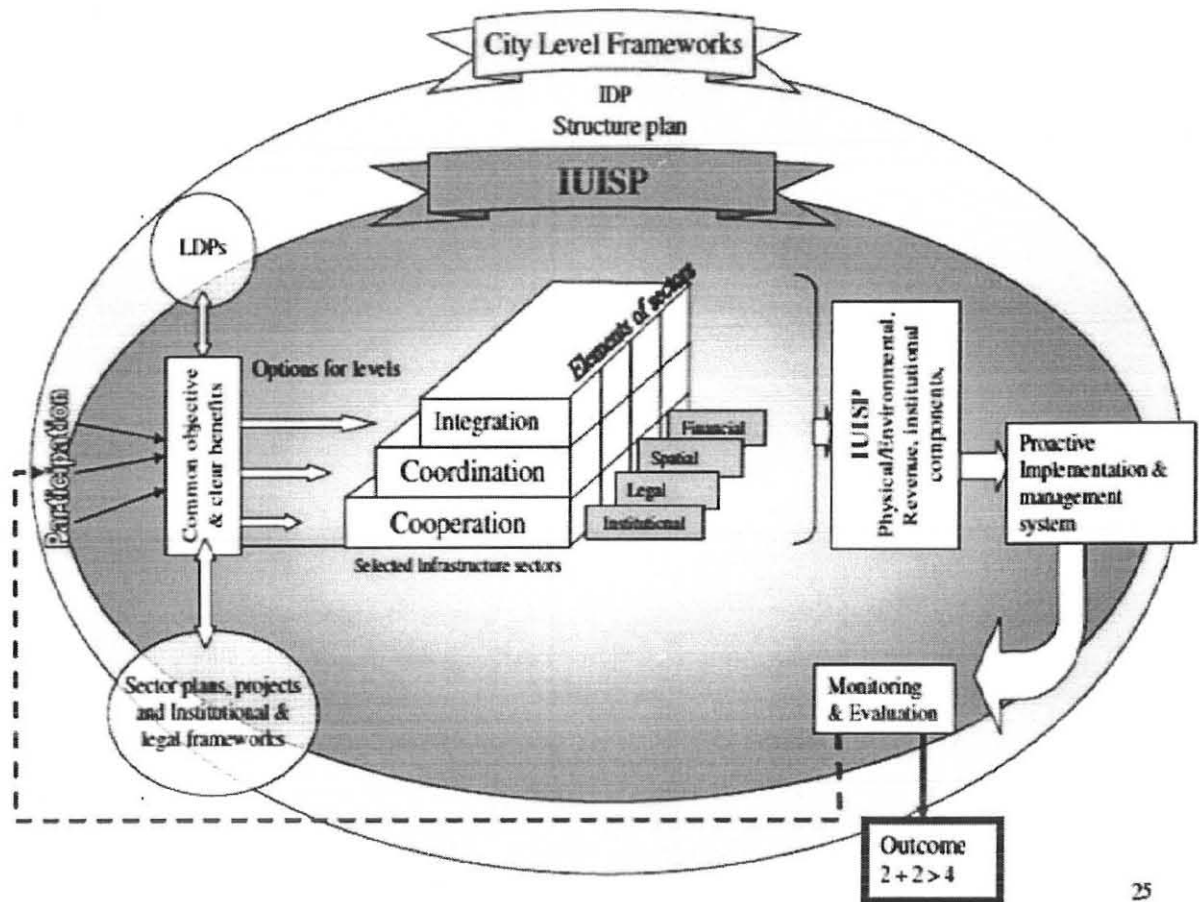 City Level Frameworks
IDP
Structure plan
IUISP
LDPs
Participation
Common objective
& clear benefits
Options for levels
Elements of sectors
Integration
Coordination
Cooperation
Financial
Spatial
Legal
Institutional
Selected Infrastructure sectors
IUISP
Physical/Environmental,
Revenue, institutional
components,
Proactive
Implementation &
management
system
Sector plans, projects
and Institutional &
legal frameworks
Monitoring
& Evaluation
Outcome
2 + 2 > 4
25